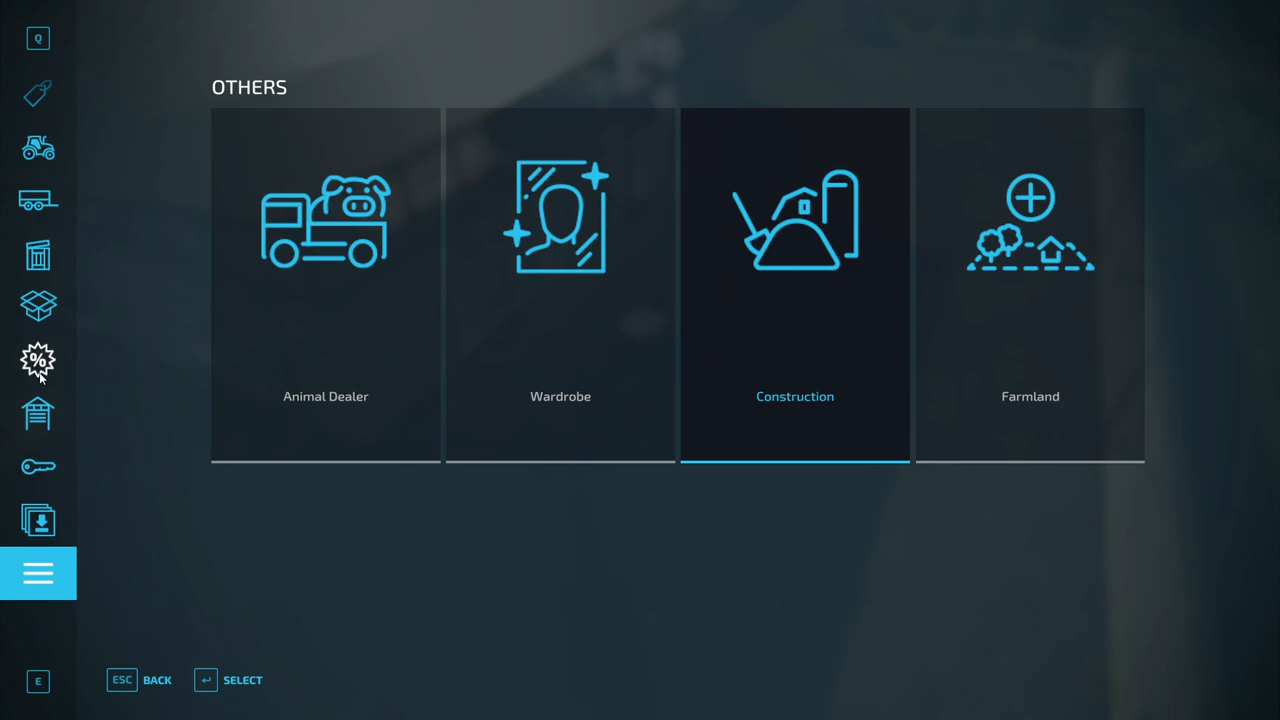 Q
OTHERS
%
Animal Dealer
Wardrobe
Construction
Farmland
E
ESC BACK
SELECT